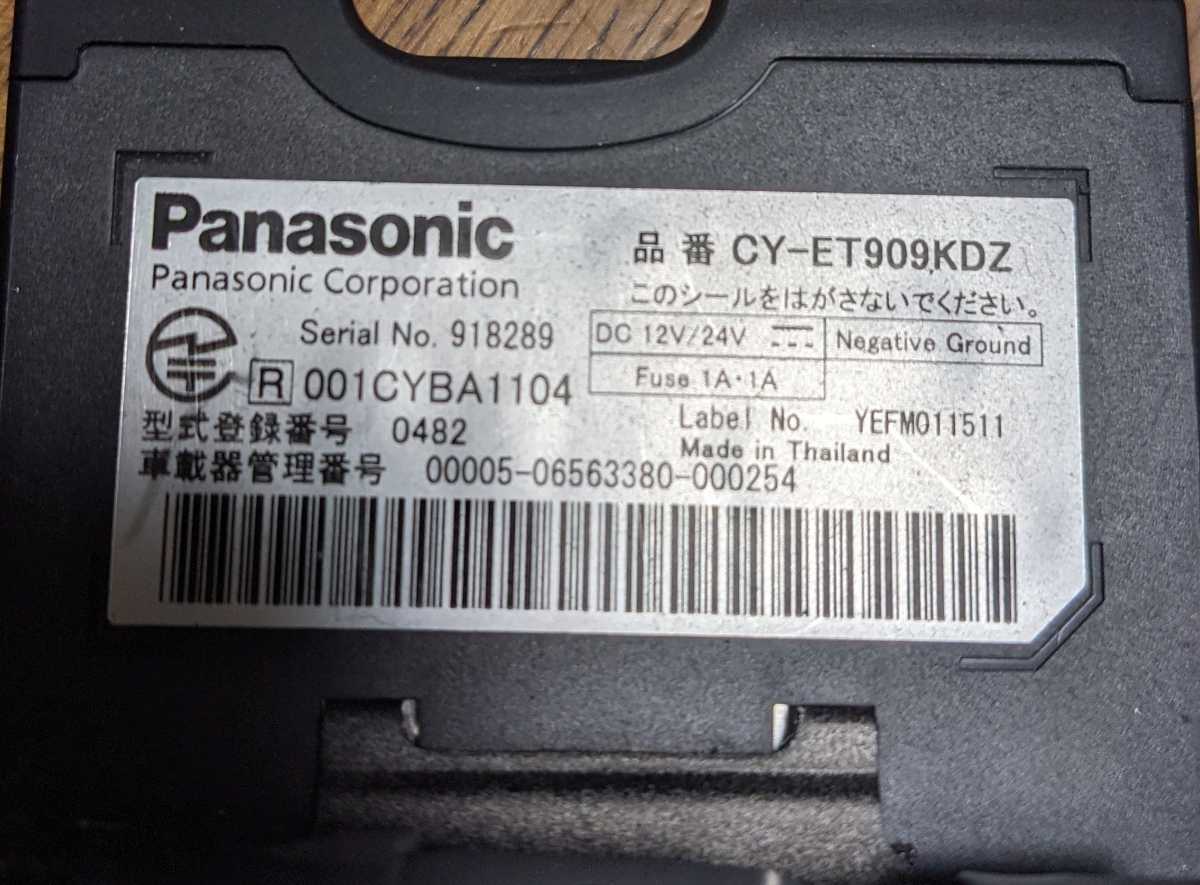 Panasonic
Panasonic Corporation
品番 CY-ET909KDZ
このシールをはがさないでください。
Serial No. 918289
DC 12V/24V
Negative Ground
R 001CYBA1104
Fuse 1A・1A
型式登録番号 0482
Label No. YEFM011511
Made in Thailand
車載器管理番号 00005-06563380-000254